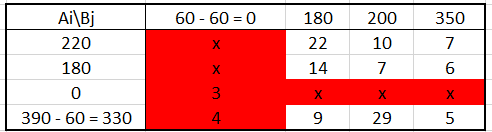 Ai\Bj 60 - 60 = 0 180 200 350
220 x 22 10 7
180 x 14 7 6
0 3 x x x
390 - 60 = 330 4 9 29 5